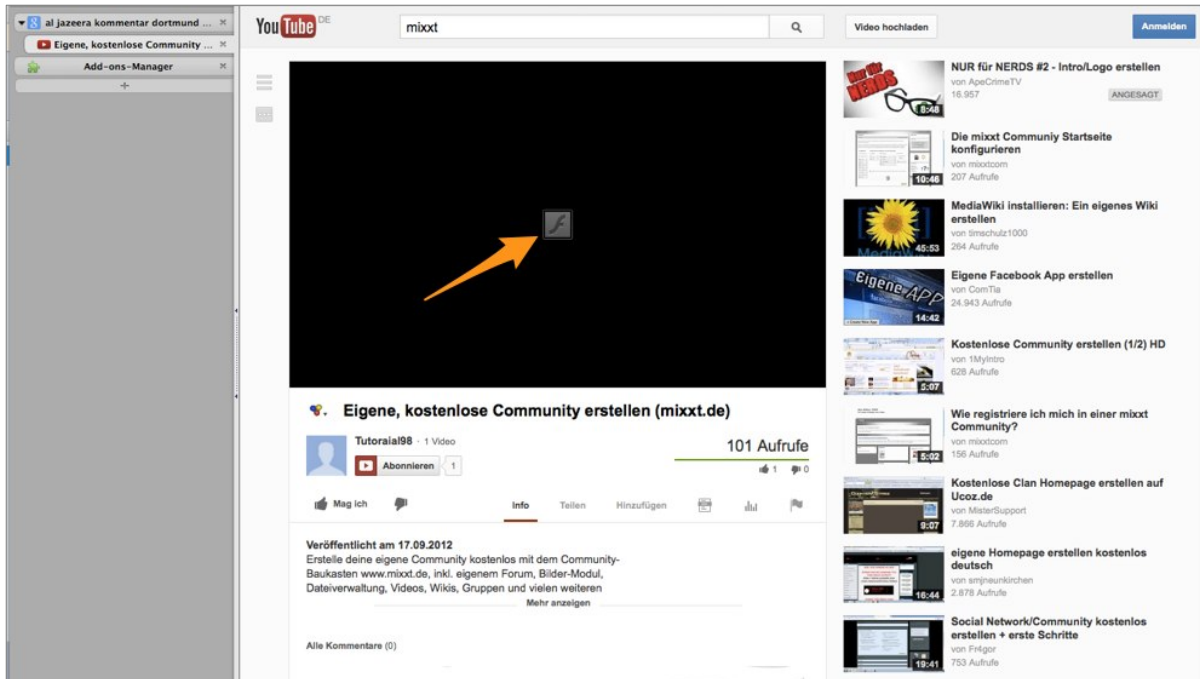 al jazeera kommentar dortmund ...
Eigene, kostenlose Community ...
Add-ons-Manager
YouTube DE
mixxt
Video hochladen
Anmelden
Eigene, kostenlose Community erstellen (mixxt.de)
Tutoraial98 · 1 Video
Abonnieren 1
101 Aufrufe
1 0
Mag ich
Info Teilen Hinzufügen
Veröffentlicht am 17.09.2012
Erstelle deine eigene Community kostenlos mit dem Community-
Baukasten www.mixxt.de, inkl. eigenem Forum, Bilder-Modul,
Dateiverwaltung, Videos, Wikis, Gruppen und vielen weiteren
Mehr anzeigen
Alle Kommentare (0)
Nur für NERDS
8:48
NUR für NERDS #2 - Intro/Logo erstellen
von ApeCrimeTV
16.957
ANGESAGT
10:46
Die mixxt Communiy Startseite
konfigurieren
von mixxtcom
207 Aufrufe
45:53
MediaWiki installieren: Ein eigenes Wiki
erstellen
von timschulz1000
264 Aufrufe
Eigene APP
14:42
Eigene Facebook App erstellen
von ComTia
24.943 Aufrufe
5:07
Kostenlose Community erstellen (1/2) HD
von 1MyIntro
628 Aufrufe
5:02
Wie registriere ich mich in einer mixxt
Community?
von mixxtcom
156 Aufrufe
9:07
Kostenlose Clan Homepage erstellen auf
Ucoz.de
von MisterSupport
7.866 Aufrufe
16:44
eigene Homepage erstellen kostenlos
deutsch
von smjneunkirchen
2.878 Aufrufe
19:41
Social Network/Community kostenlos
erstellen + erste Schritte
von Fr4gor
753 Aufrufe